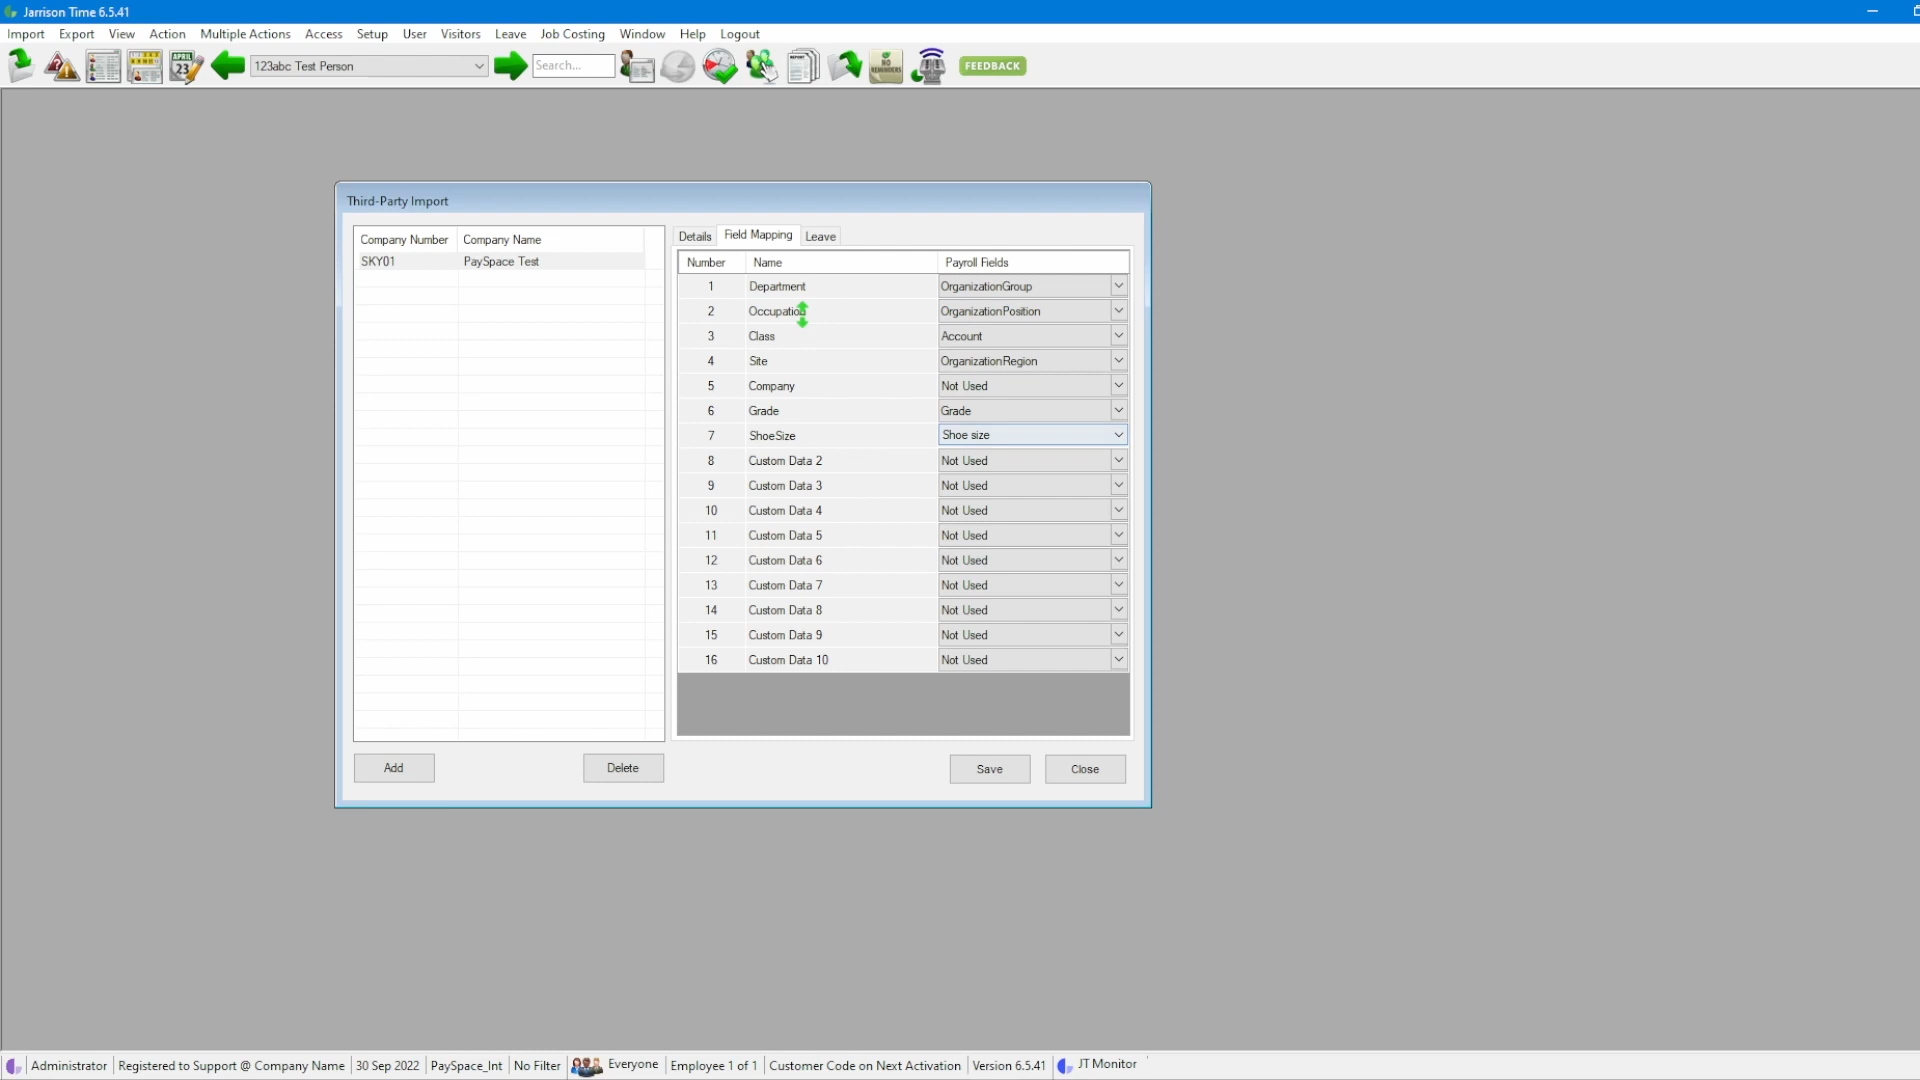 Jarrison Time 6.5.41
Import Export View Action Multiple Actions Access Setup User Visitors Leave Job Costing Window Help Logout
APRIL 23 123abc Test Person Search... REPORT NO REMINDERS FEEDBACK
Third-Party Import
Company Number Company Name
SKY01 PaySpace Test
Details Field Mapping Leave
Number Name Payroll Fields
1 Department OrganizationGroup
2 Occupation OrganizationPosition
3 Class Account
4 Site OrganizationRegion
5 Company Not Used
6 Grade Grade
7 ShoeSize Shoe size
8 Custom Data 2 Not Used
9 Custom Data 3 Not Used
10 Custom Data 4 Not Used
11 Custom Data 5 Not Used
12 Custom Data 6 Not Used
13 Custom Data 7 Not Used
14 Custom Data 8 Not Used
15 Custom Data 9 Not Used
16 Custom Data 10 Not Used
Add Delete Save Close
Administrator Registered to Support @ Company Name 30 Sep 2022 PaySpace_Int No Filter Everyone Employee 1 of 1 Customer Code on Next Activation Version 6.5.41 JT Monitor